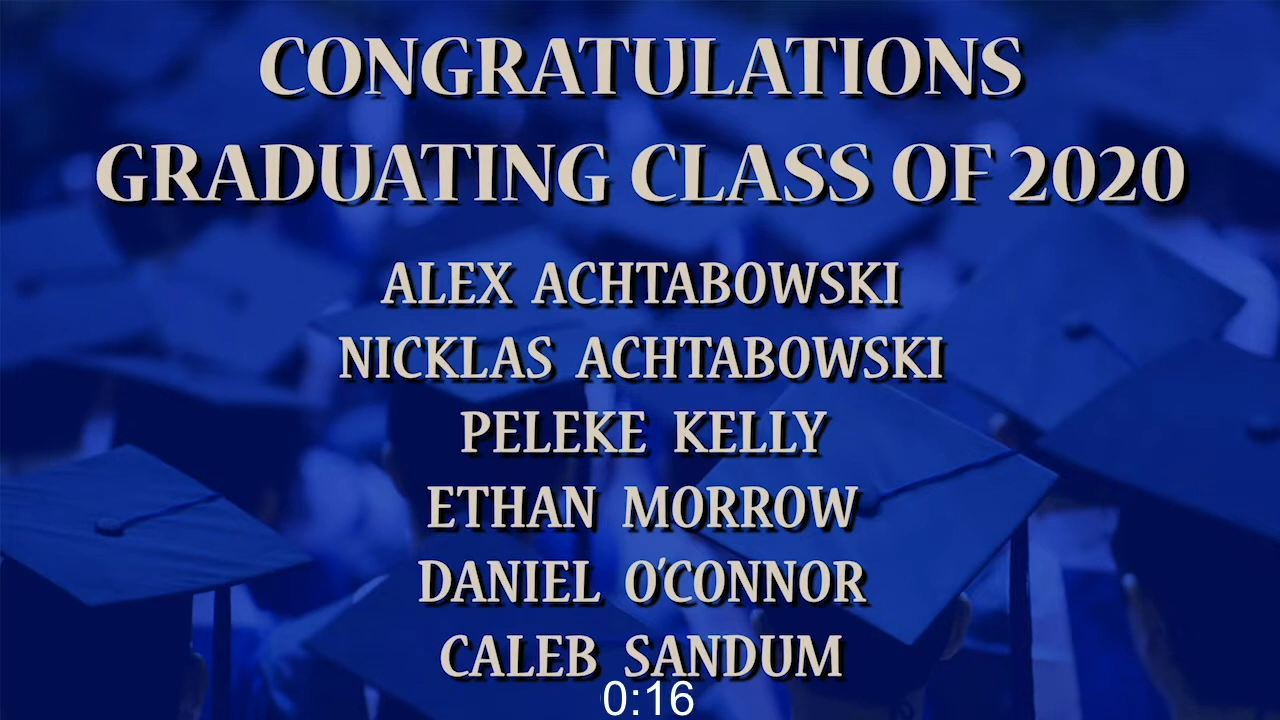 CONGRATULATIONS
GRADUATING CLASS OF 2020
ALEX ACHTABOWSKI
NICKLAS ACHTABOWSKI
PELEKE KELLY
ETHAN MORROW
DANIEL O'CONNOR
CALEB SANDUM
0:16